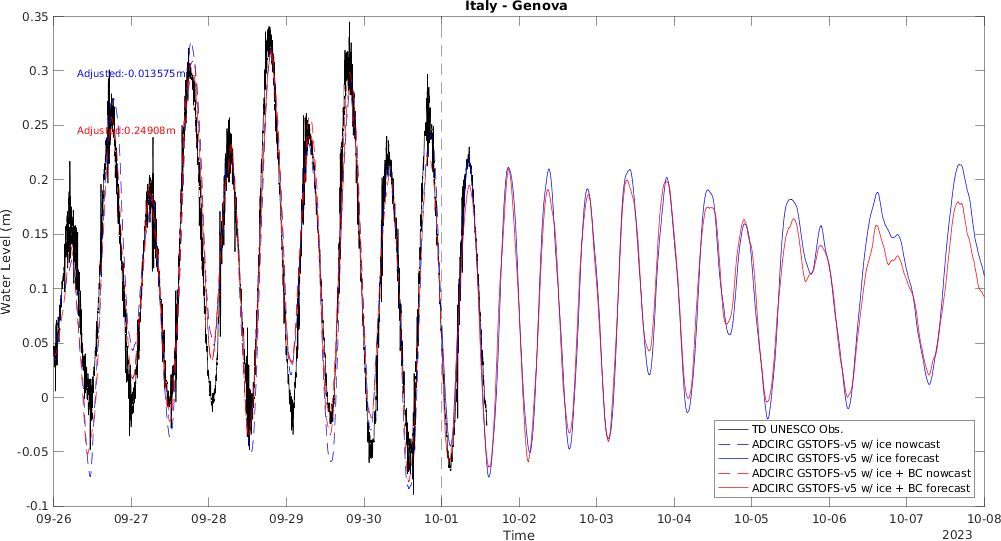 Italy - Genova
0.35
0.3
0.25
0.2
0.15
0.1
0.05
0
-0.05
-0.1
Water Level (m)
Adjusted:-0.013575m
Adjusted:0.24908m
TD UNESCO Obs.
ADCIRC GSTOFS-v5 w/ ice nowcast
ADCIRC GSTOFS-v5 w/ ice forecast
ADCIRC GSTOFS-v5 w/ ice + BC nowcast
ADCIRC GSTOFS-v5 w/ ice + BC forecast
09-26 09-27 09-28 09-29 09-30 10-01 10-02 10-03 10-04 10-05 10-06 10-07 10-08
Time
2023